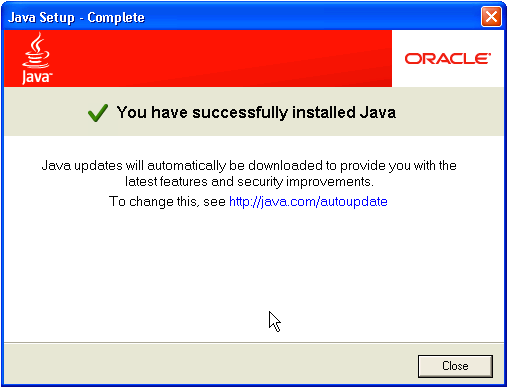 Java Setup - Complete
Java
ORACLE
You have successfully installed Java
Java updates will automatically be downloaded to provide you with the
latest features and security improvements.
To change this, see http://java.com/autoupdate
Close